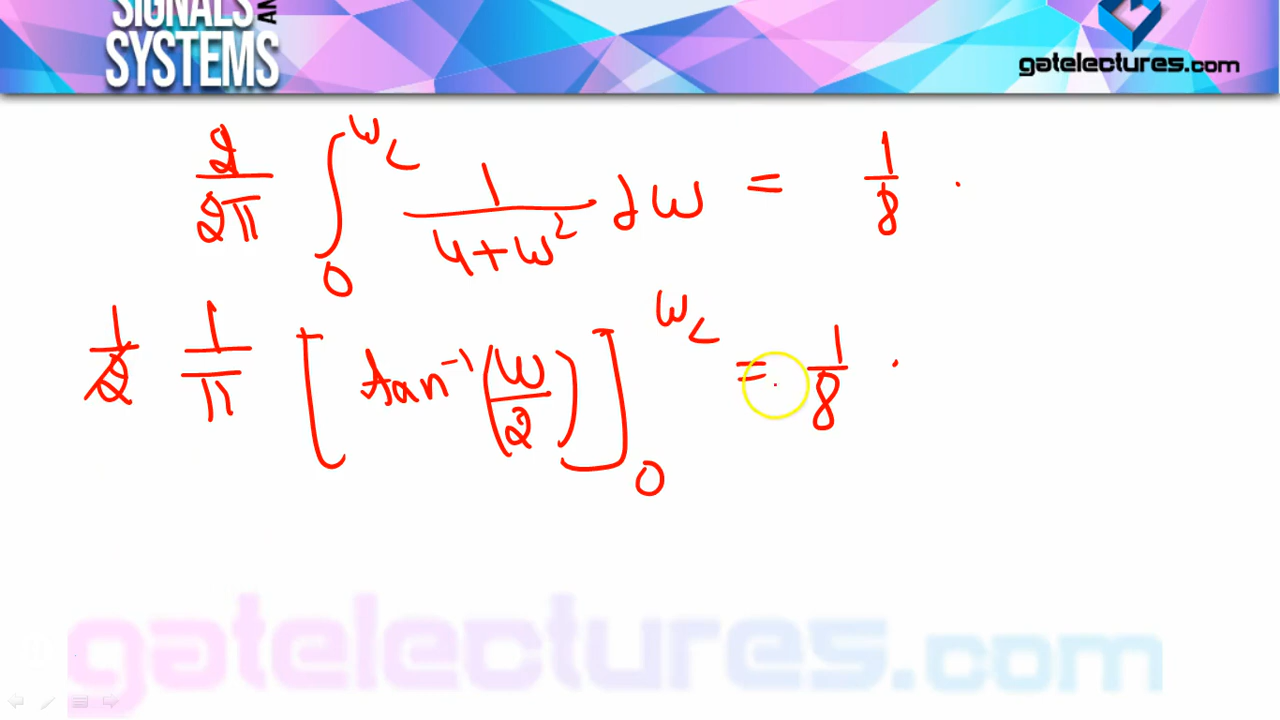 SIGNALS AND
SYSTEMS
gatelectures.com
2/2π ∫₀^ωc 1/(4+ω²) dω = 1/8 .
1/2 1/π [tan⁻¹(ω/2)]₀^ωc = 1/8 .
gatelectures.com